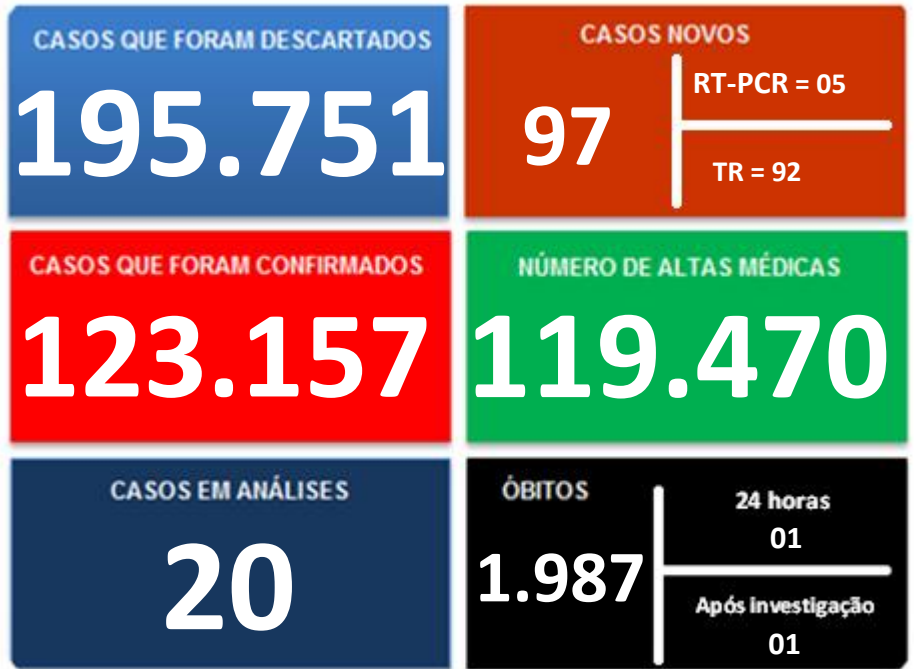 CASOS QUE FORAM DESCARTADOS
195.751
CASOS NOVOS
97
RT-PCR = 05
TR = 92
CASOS QUE FORAM CONFIRMADOS
123.157
NÚMERO DE ALTAS MÉDICAS
119.470
CASOS EM ANÁLISES
20
ÓBITOS
1.987
24 horas
01
Após investigação
01